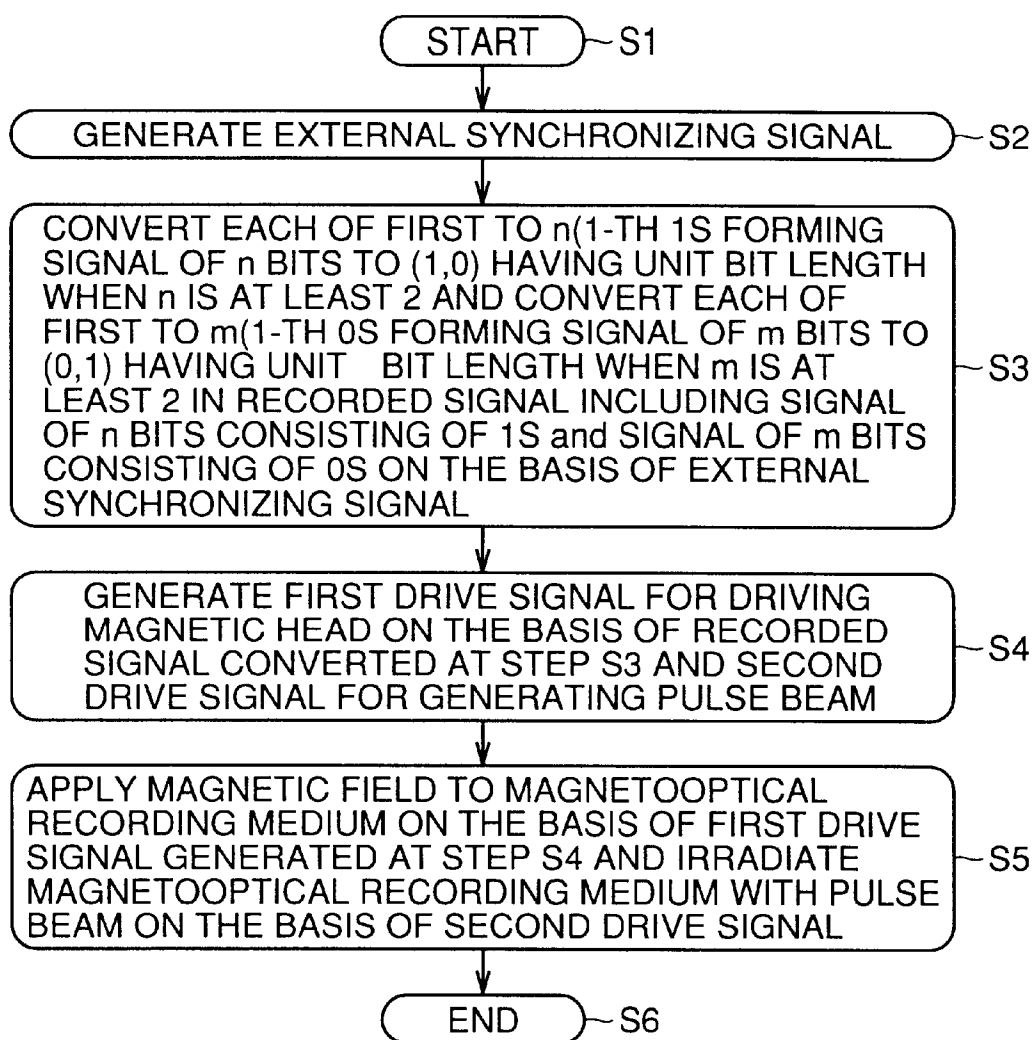 START S1
GENERATE EXTERNAL SYNCHRONIZING SIGNAL S2
CONVERT EACH OF FIRST TO n(1-TH 1S FORMING
SIGNAL OF n BITS TO (1,0) HAVING UNIT BIT LENGTH
WHEN n IS AT LEAST 2 AND CONVERT EACH OF
FIRST TO m(1-TH 0S FORMING SIGNAL OF m BITS TO
(0,1) HAVING UNIT BIT LENGTH WHEN m IS AT S3
LEAST 2 IN RECORDED SIGNAL INCLUDING SIGNAL
OF n BITS CONSISTING OF 1S and SIGNAL OF m BITS
CONSISTING OF 0S ON THE BASIS OF EXTERNAL
SYNCHRONIZING SIGNAL
GENERATE FIRST DRIVE SIGNAL FOR DRIVING
MAGNETIC HEAD ON THE BASIS OF RECORDED S4
SIGNAL CONVERTED AT STEP S3 AND SECOND
DRIVE SIGNAL FOR GENERATING PULSE BEAM
APPLY MAGNETIC FIELD TO MAGNETOOPTICAL
RECORDING MEDIUM ON THE BASIS OF FIRST DRIVE
SIGNAL GENERATED AT STEP S4 AND IRRADIATE S5
MAGNETOOPTICAL RECORDING MEDIUM WITH PULSE
BEAM ON THE BASIS OF SECOND DRIVE SIGNAL
END S6